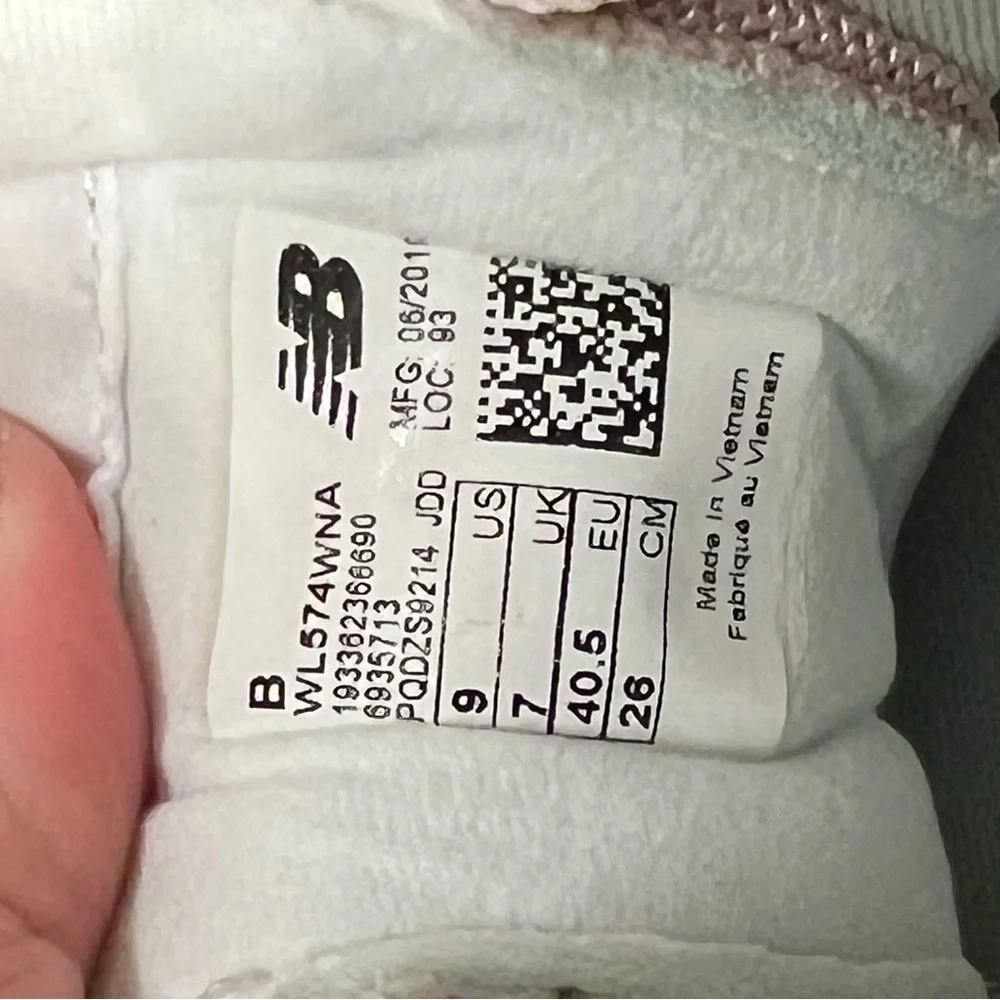 B
WL574WNA
193362366690
6935713
PQDZS9214 JDD
MFG: 06/201
LOC: 93
9 US
7 UK
40.5 EU
26 CM
Made In Vietnam
Fabrique au Vietnam